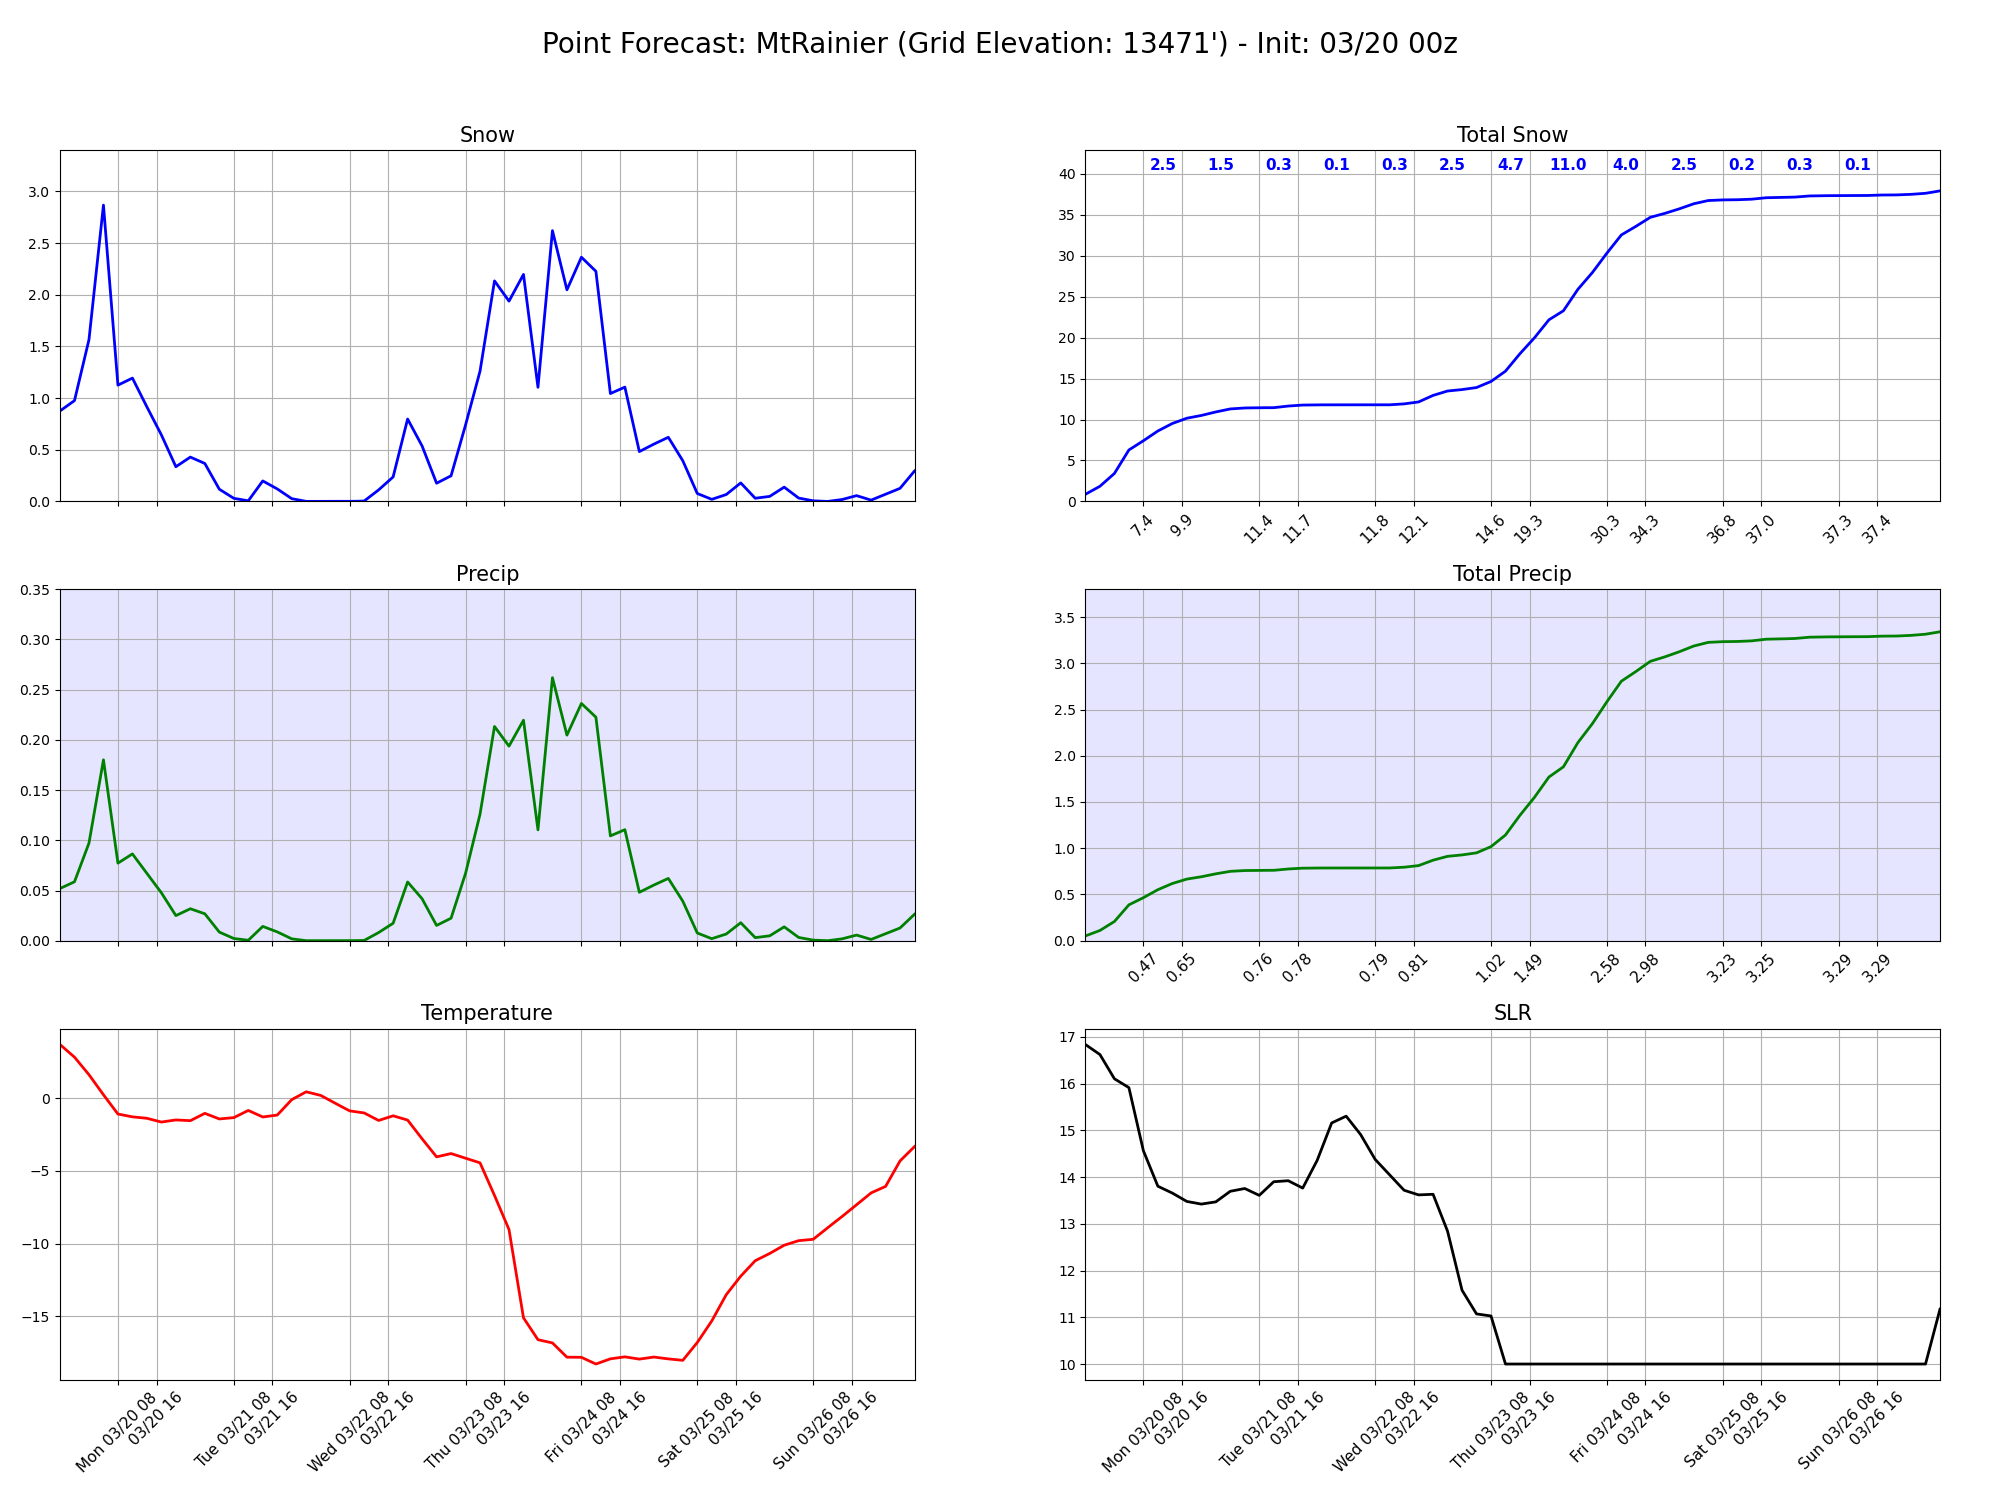 Point Forecast: MtRainier (Grid Elevation: 13471') - Init: 03/20 00z
Snow
3.0
2.5
2.0
1.5
1.0
0.5
0.0
Total Snow
2.5 1.5 0.3 0.1 0.3 2.5 4.7 11.0 4.0 2.5 0.2 0.3 0.1
40
35
30
25
20
15
10
5
0
7.4 9.9 11.4 11.7 11.8 12.1 14.6 19.3 30.3 34.3 36.8 37.0 37.3 37.4
Precip
0.35
0.30
0.25
0.20
0.15
0.10
0.05
0.00
Total Precip
3.5
3.0
2.5
2.0
1.5
1.0
0.5
0.0
0.47 0.65 0.76 0.78 0.79 0.81 1.02 1.49 2.58 2.98 3.23 3.25 3.29 3.29
Temperature
0
−5
−10
−15
Mon 03/20 08
03/20 16
Tue 03/21 08
03/21 16
Wed 03/22 08
03/22 16
Thu 03/23 08
03/23 16
Fri 03/24 08
03/24 16
Sat 03/25 08
03/25 16
Sun 03/26 08
03/26 16
SLR
17
16
15
14
13
12
11
10
Mon 03/20 08
03/20 16
Tue 03/21 08
03/21 16
Wed 03/22 08
03/22 16
Thu 03/23 08
03/23 16
Fri 03/24 08
03/24 16
Sat 03/25 08
03/25 16
Sun 03/26 08
03/26 16